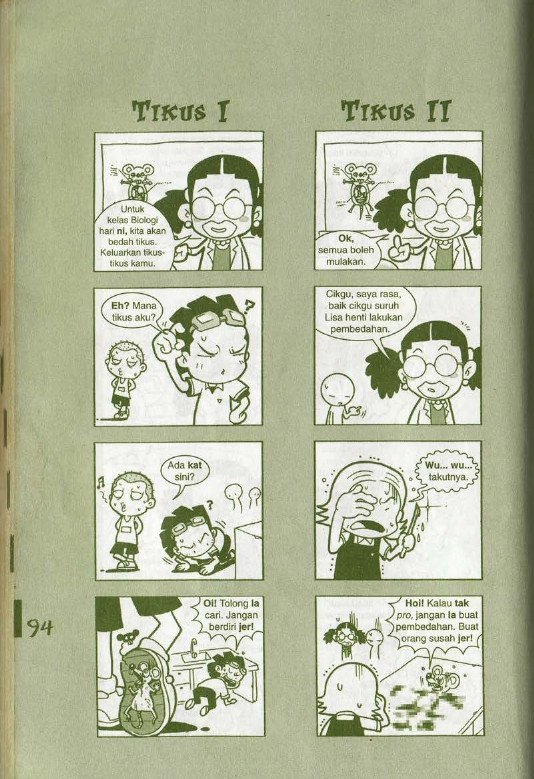 TIKUS I
Untuk
kelas Biologi
hari ni, kita akan
bedah tikus.
Keluarkan tikus-
tikus kamu.
Eh? Mana
tikus aku?
?
Ada kat
sini?
?
Oi! Tolong la
cari. Jangan
berdiri jer!
TIKUS II
Ok,
semua boleh
mulakan.
Cikgu, saya rasa,
baik cikgu suruh
Lisa henti lakukan
pembedahan.
Wu... wu...
takutnya.
Hoi! Kalau tak
pro, jangan la buat
pembedahan. Buat
orang susah jer!
94